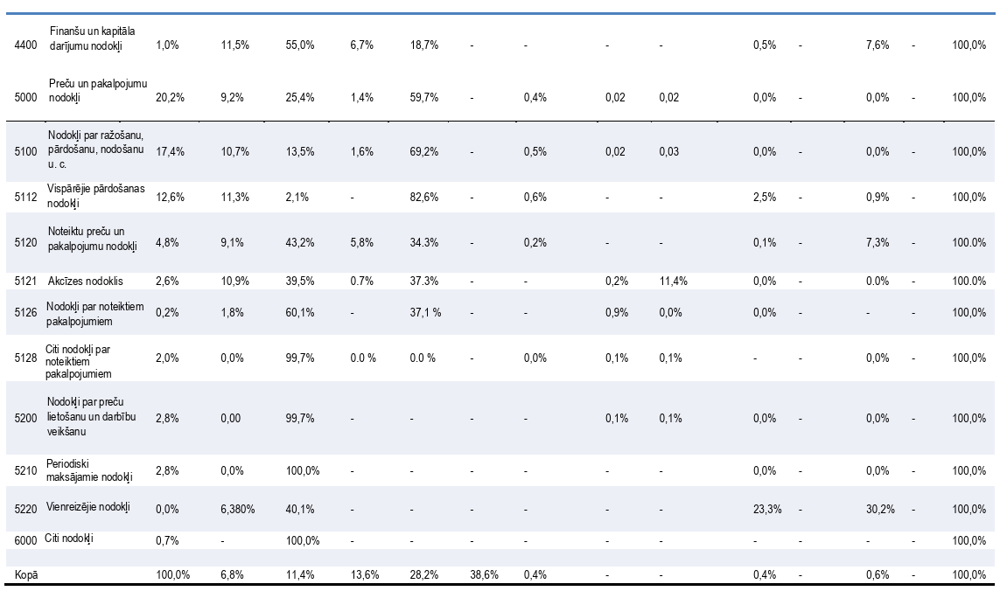 4400 Finanšu un kapitāla darījumu nodokļi 1,0% 11,5% 55,0% 6,7% 18,7% - - - - 0,5% - 7,6% - 100,0%
5000 Preču un pakalpojumu nodokļi 20,2% 9,2% 25,4% 1,4% 59,7% - 0,4% 0,02 0,02 0,0% - 0,0% - 100,0%
5100 Nodokļi par ražošanu, pārdošanu, nodošanu u. c. 17,4% 10,7% 13,5% 1,6% 69,2% - 0,5% 0,02 0,03 0,0% - 0,0% - 100,0%
5112 Vispārējie pārdošanas nodokļi 12,6% 11,3% 2,1% - 82,6% - 0,6% - - 2,5% - 0,9% - 100,0%
5120 Noteiktu preču un pakalpojumu nodokļi 4,8% 9,1% 43,2% 5,8% 34.3% - 0,2% - - 0,1% - 7,3% - 100.0%
5121 Akcīzes nodoklis 2,6% 10,9% 39,5% 0.7% 37.3% - - 0,2% 11,4% 0,0% - 0.0% - 100.0%
5126 Nodokļi par noteiktiem pakalpojumiem 0,2% 1,8% 60,1% - 37,1 % - - 0,9% 0,0% 0,0% - - - 100,0%
5128 Citi nodokļi par noteiktiem pakalpojumiem 2,0% 0,0% 99,7% 0.0 % 0.0 % - 0,0% 0,1% 0,1% - - 0,0% - 100,0%
5200 Nodokļi par preču lietošanu un darbību veikšanu 2,8% 0,00 99,7% - - - - 0,1% 0,1% 0,0% - 0,0% - 100,0%
5210 Periodiski maksājamie nodokļi 2,8% 0,0% 100,0% - - - - - - 0,0% - 0,0% - 100,0%
5220 Vienreizējie nodokļi 0,0% 6,380% 40,1% - - - - - - 23,3% - 30,2% - 100,0%
6000 Citi nodokļi 0,7% - 100,0% - - - - - - - - - - 100,0%
Kopā 100,0% 6,8% 11,4% 13,6% 28,2% 38,6% 0,4% - - 0,4% - 0,6% - 100,0%